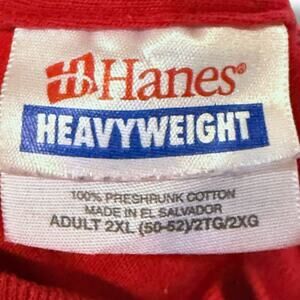 Hanes®
HEAVYWEIGHT
100% PRESHRUNK COTTON
MADE IN EL SALVADOR
ADULT 2XL (50-52)/2TG/2XG